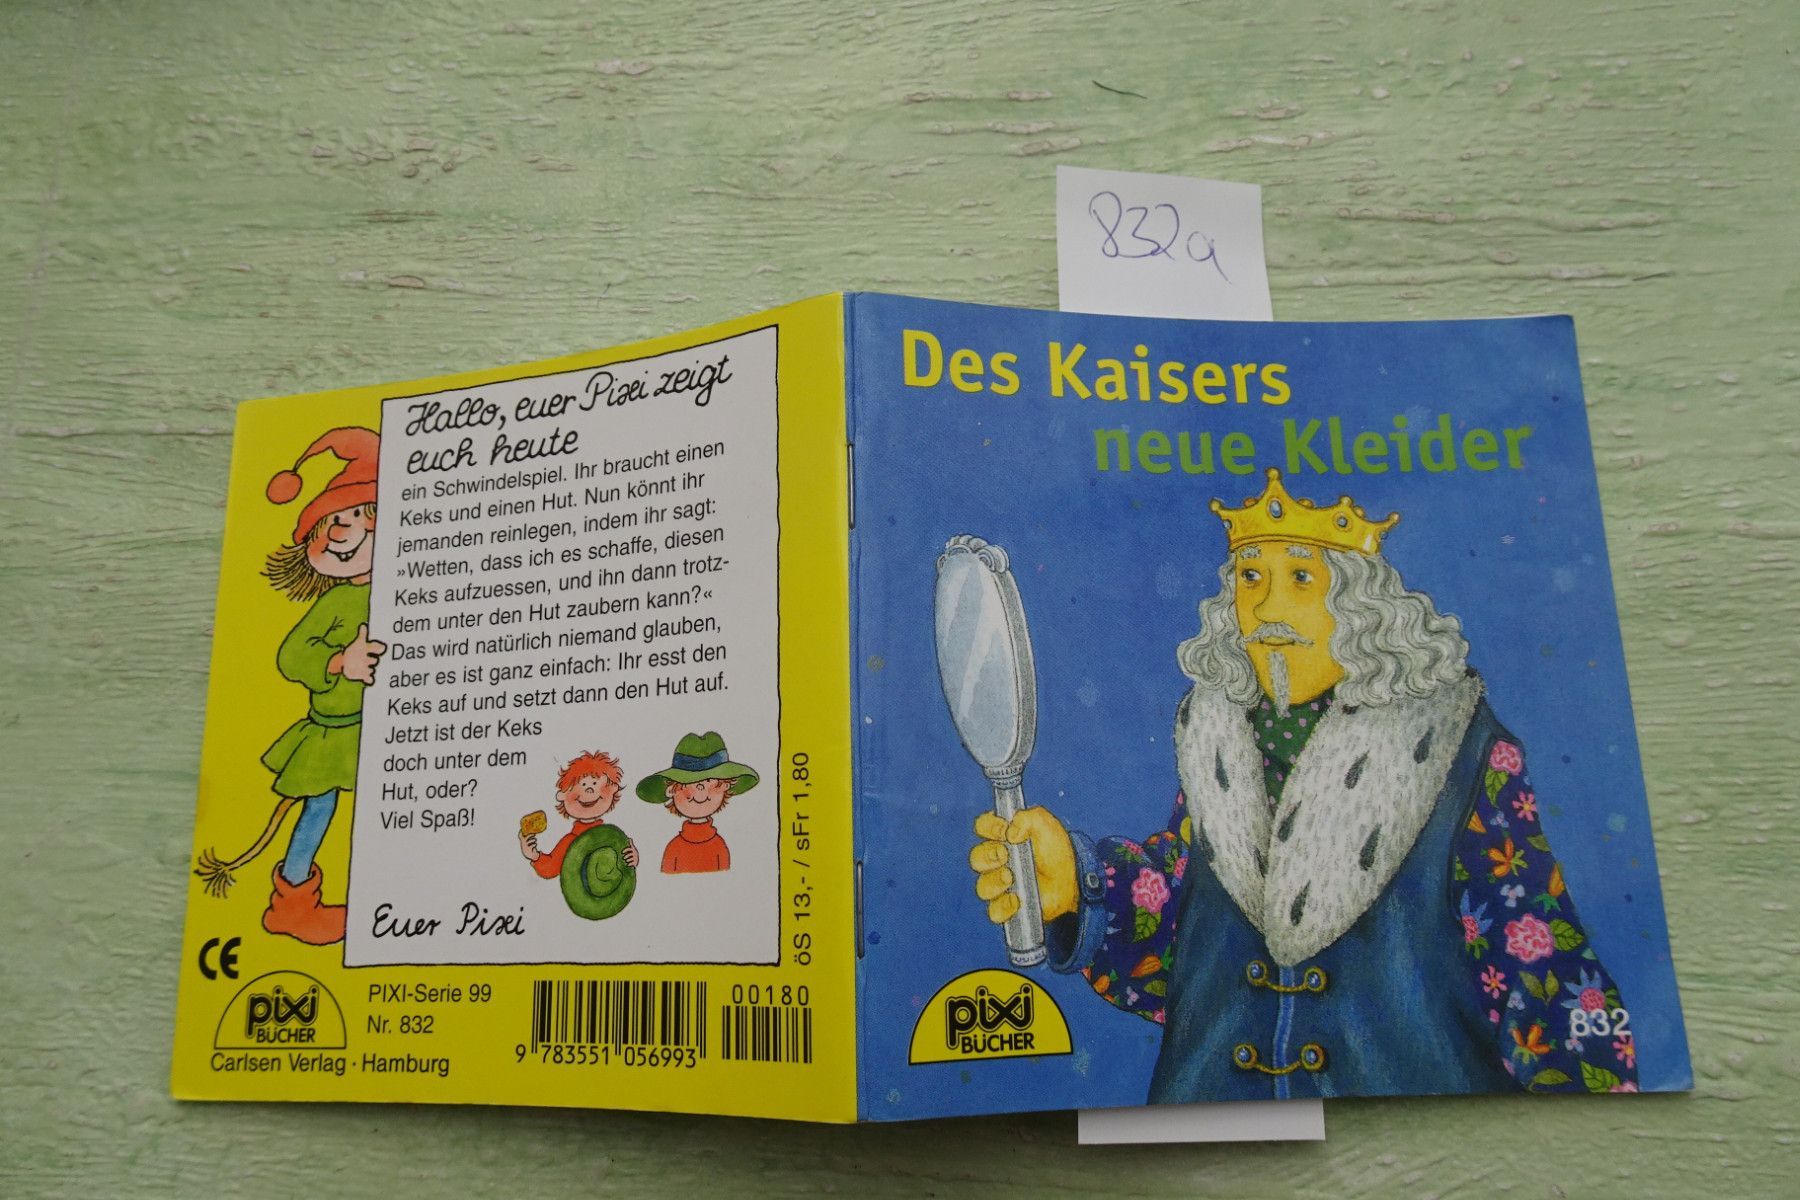 832a
Hallo, euer Pixi zeigt
euch heute
ein Schwindelspiel. Ihr braucht einen
Keks und einen Hut. Nun könnt ihr
jemanden reinlegen, indem ihr sagt:
»Wetten, dass ich es schaffe, diesen
Keks aufzuessen, und ihn dann trotz-
dem unter den Hut zaubern kann?«
Das wird natürlich niemand glauben,
aber es ist ganz einfach: Ihr esst den
Keks auf und setzt dann den Hut auf.
Jetzt ist der Keks
doch unter dem
Hut, oder?
Viel Spaß!
Euer Pixi
öS 13,- / sFr 1,80
CE
pixi
BÜCHER
PIXI-Serie 99
Nr. 832
Carlsen Verlag · Hamburg
9 783551 056993
00180
Des Kaisers
neue Kleider
pixi
BÜCHER
832